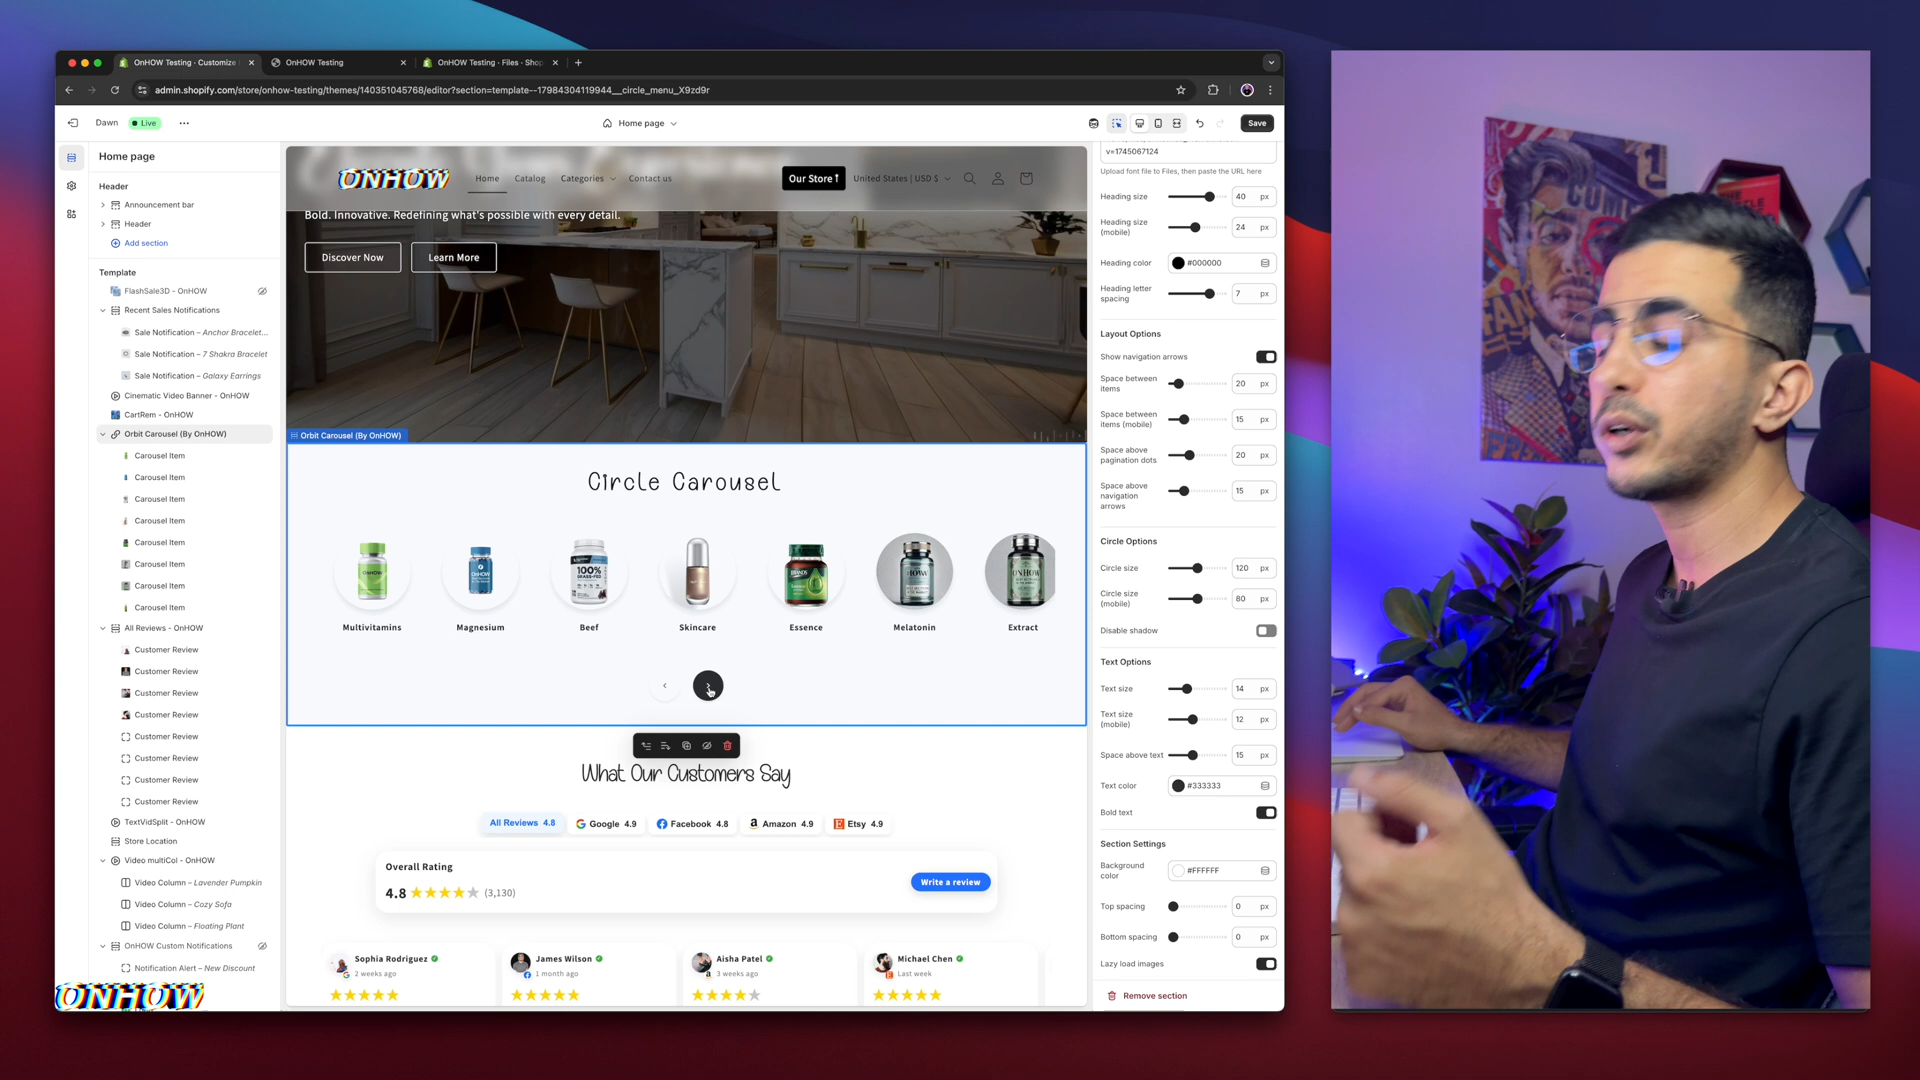 OnHOW Testing · Customize
OnHOW Testing
OnHOW Testing · Files · Shop
admin.shopify.com/store/onhow-testing/themes/140351045768/editor?section=template--17984304119944__circle_menu_X9zd9r
Dawn
Live
Home page
Save
Home page
Header
Announcement bar
Header
Add section
Template
FlashSale3D - OnHOW
Recent Sales Notifications
Sale Notification – Anchor Bracelet...
Sale Notification – 7 Shakra Bracelet
Sale Notification – Galaxy Earrings
Cinematic Video Banner - OnHOW
CartRem - OnHOW
Orbit Carousel (By OnHOW)
Carousel Item
Carousel Item
Carousel Item
Carousel Item
Carousel Item
Carousel Item
Carousel Item
Carousel Item
All Reviews - OnHOW
Customer Review
Customer Review
Customer Review
Customer Review
Customer Review
Customer Review
Customer Review
Customer Review
TextVidSplit - OnHOW
Store Location
Video multiCol - OnHOW
Video Column – Lavender Pumpkin
Video Column – Cozy Sofa
Video Column – Floating Plant
OnHOW Custom Notifications
Notification Alert – New Discount
ONHOW
ONHOW
Home
Catalog
Categories
Contact us
Our Store↑
United States | USD $
Bold. Innovative. Redefining what's possible with every detail.
Discover Now
Learn More
Orbit Carousel (By OnHOW)
Circle Carousel
Multivitamins
Magnesium
Beef
Skincare
Essence
Melatonin
Extract
What Our Customers Say
All Reviews 4.8
Google 4.9
Facebook 4.8
Amazon 4.9
Etsy 4.9
Overall Rating
4.8 ★★★★★ (3,130)
Write a review
Sophia Rodriguez
2 weeks ago
James Wilson
1 month ago
Aisha Patel
3 weeks ago
Michael Chen
Last week
v=1745067124
Upload font file to Files, then paste the URL here
Heading size
40 px
Heading size
(mobile)
24 px
Heading color
#000000
Heading letter
spacing
7 px
Layout Options
Show navigation arrows
Space between
items
20 px
Space between
items (mobile)
15 px
Space above
pagination dots
20 px
Space above
navigation
arrows
15 px
Circle Options
Circle size
120 px
Circle size
(mobile)
80 px
Disable shadow
Text Options
Text size
14 px
Text size
(mobile)
12 px
Space above text
15 px
Text color
#333333
Bold text
Section Settings
Background
color
#FFFFFF
Top spacing
0 px
Bottom spacing
0 px
Lazy load images
Remove section